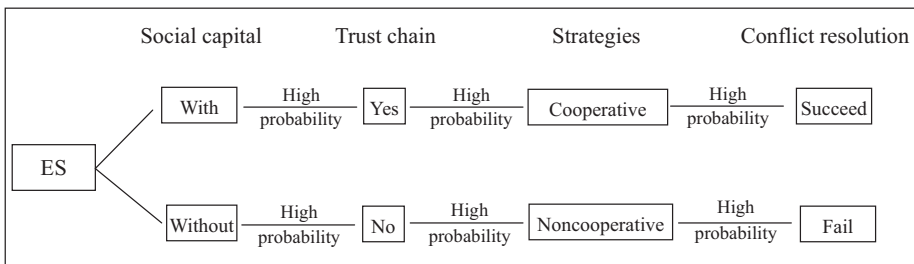 Social capital Trust chain Strategies Conflict resolution
With High probability Yes High probability Cooperative High probability Succeed
ES
Without High probability No High probability Noncooperative High probability Fail